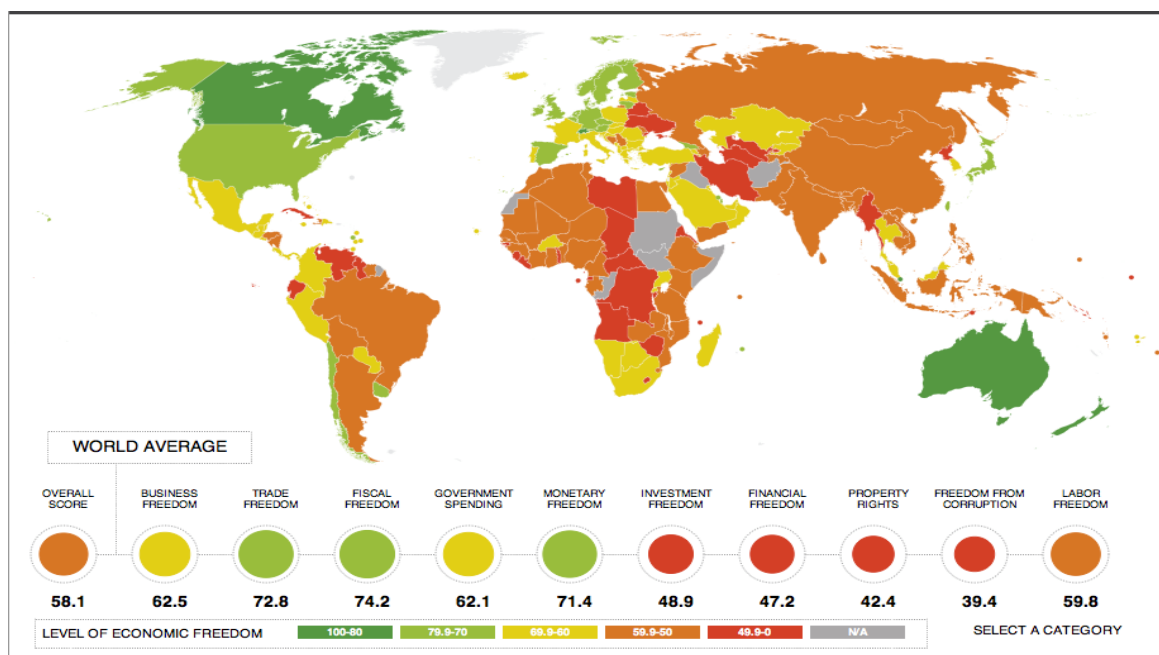 WORLD AVERAGE
OVERALL
SCORE
BUSINESS
FREEDOM
TRADE
FREEDOM
FISCAL
FREEDOM
GOVERNMENT
SPENDING
MONETARY
FREEDOM
INVESTMENT
FREEDOM
FINANCIAL
FREEDOM
PROPERTY
RIGHTS
FREEDOM FROM
CORRUPTION
LABOR
FREEDOM
58.1 62.5 72.8 74.2 62.1 71.4 48.9 47.2 42.4 39.4 59.8
LEVEL OF ECONOMIC FREEDOM 100-80 79.9-70 69.9-60 59.9-50 49.9-0 N/A SELECT A CATEGORY